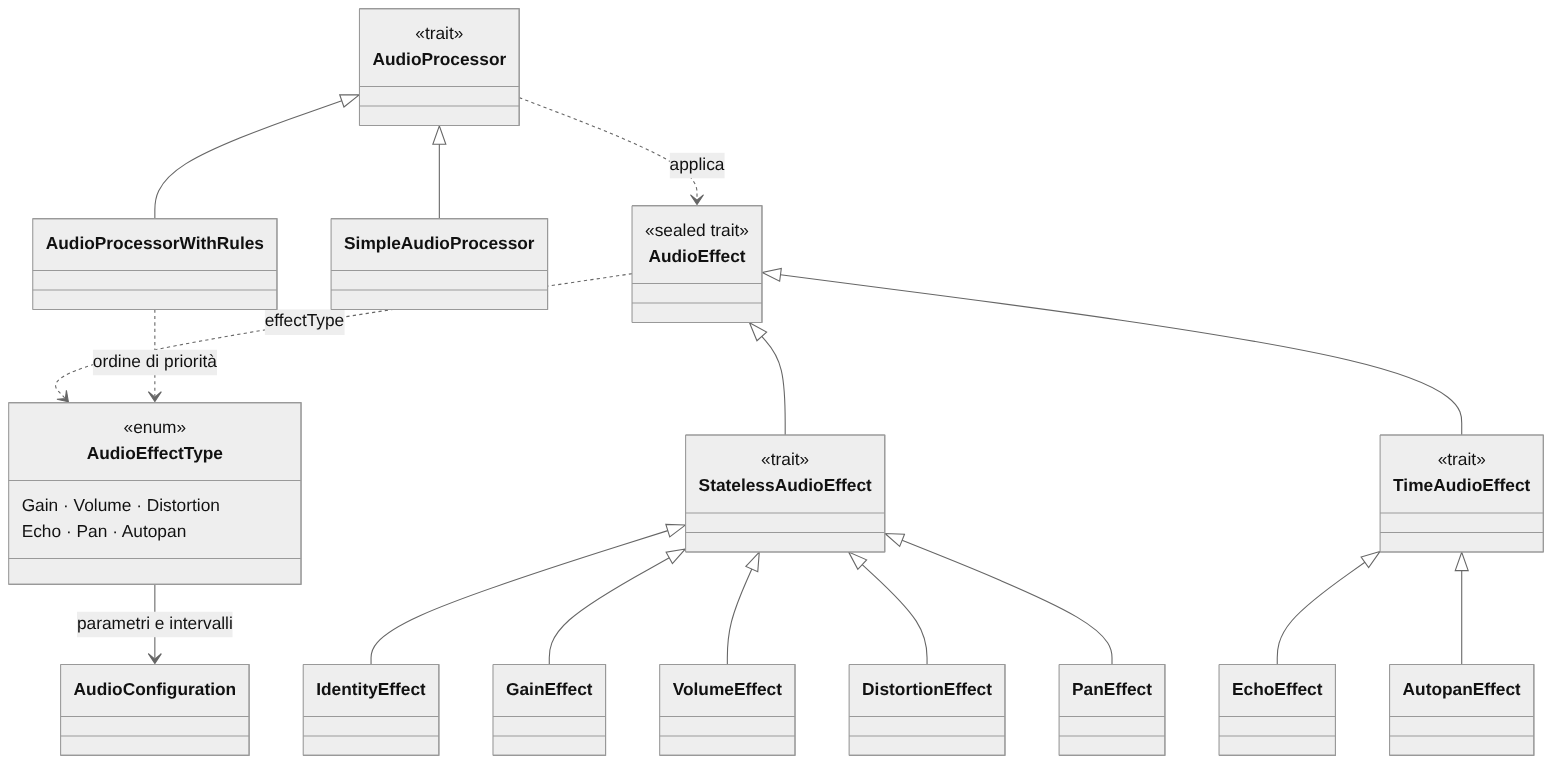 «trait»
AudioProcessor
applica
AudioProcessorWithRules
SimpleAudioProcessor
«sealed trait»
AudioEffect
effectType
ordine di priorità
«enum»
AudioEffectType
Gain · Volume · Distortion
Echo · Pan · Autopan
«trait»
StatelessAudioEffect
«trait»
TimeAudioEffect
parametri e intervalli
AudioConfiguration
IdentityEffect
GainEffect
VolumeEffect
DistortionEffect
PanEffect
EchoEffect
AutopanEffect